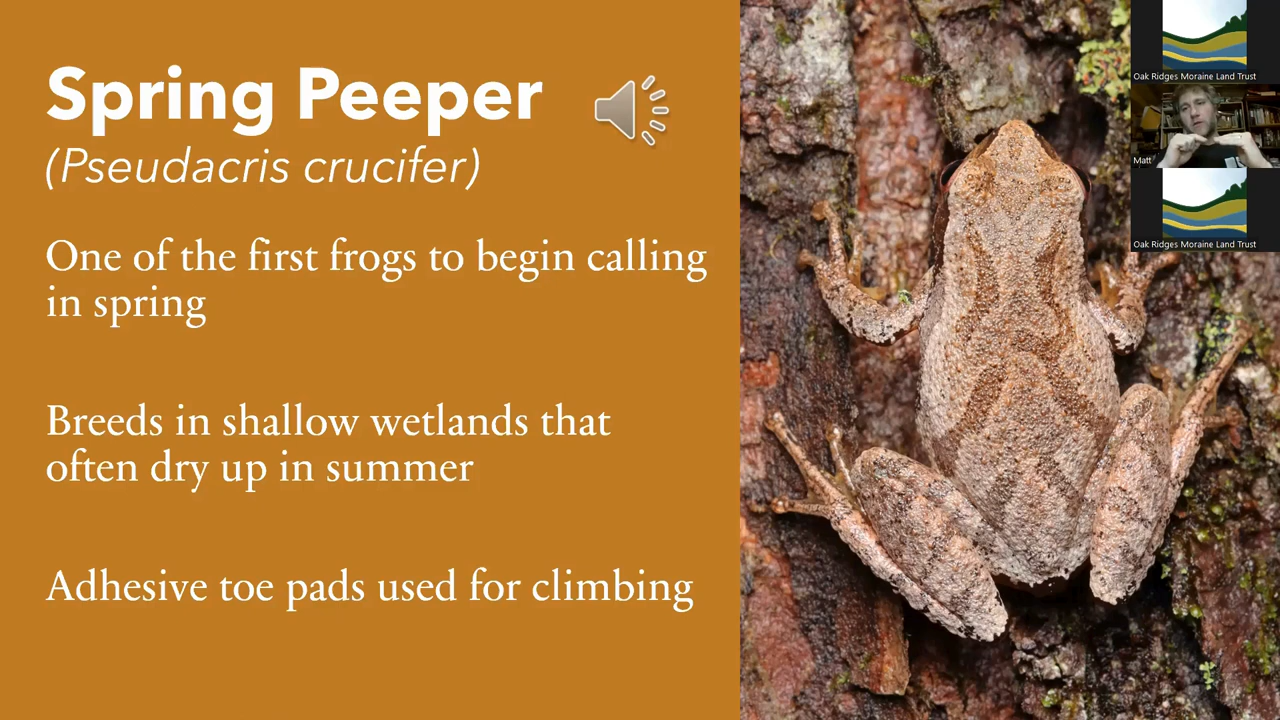 Spring Peeper
(Pseudacris crucifer)
One of the first frogs to begin calling
in spring
Breeds in shallow wetlands that
often dry up in summer
Adhesive toe pads used for climbing
Oak Ridges Moraine Land Trust
Matt
Oak Ridges Moraine Land Trust